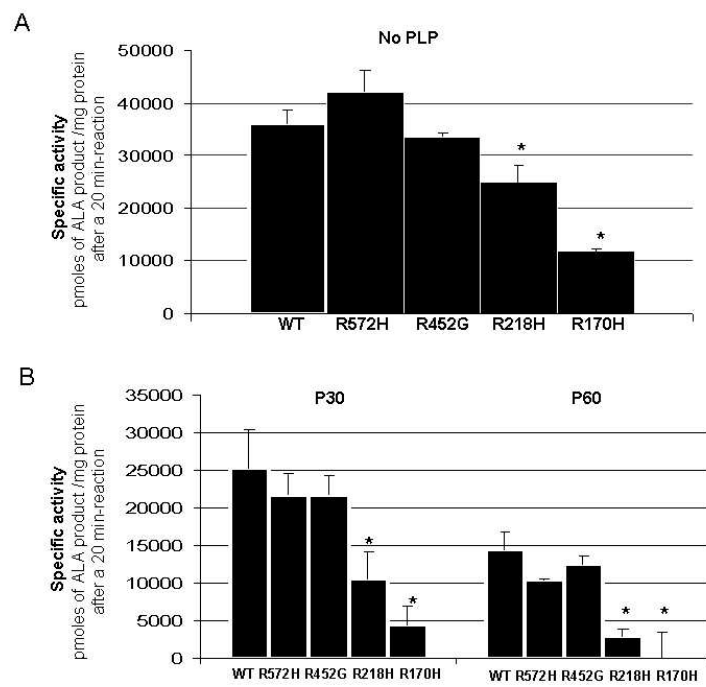 A
No PLP
Specific activity
pmoles of ALA product /mg protein
after a 20 min-reaction
50000
40000
30000
20000
10000
0
* *
WT R572H R452G R218H R170H
B
P30 P60
Specific activity
pmoles of ALA product /mg protein
after a 20 min-reaction
35000
30000
25000
20000
15000
10000
5000
0
* * * *
WT R572H R452G R218H R170H WT R572H R452G R218H R170H